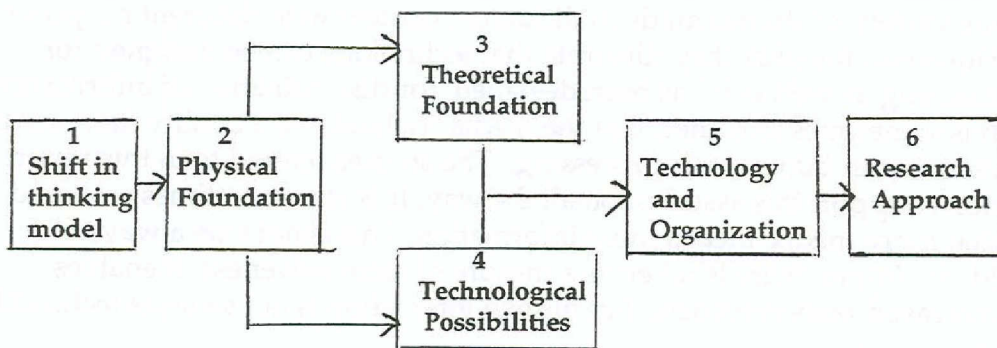 1
Shift in
thinking
model
2
Physical
Foundation
3
Theoretical
Foundation
4
Technological
Possibilities
5
Technology
and
Organization
6
Research
Approach